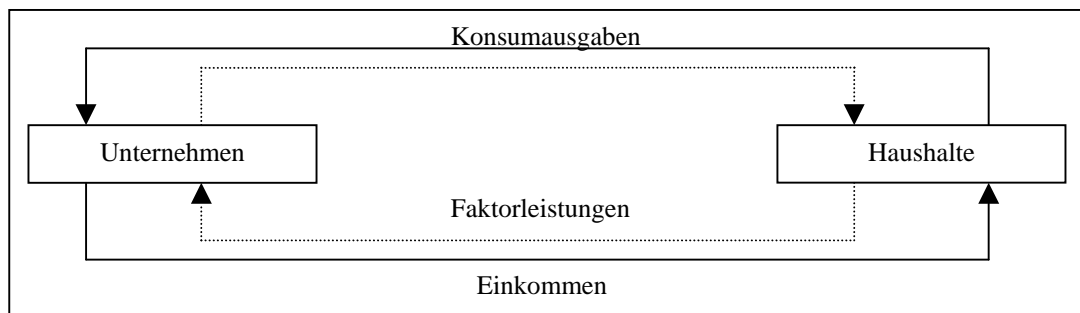 Konsumausgaben
Unternehmen
Haushalte
Faktorleistungen
Einkommen